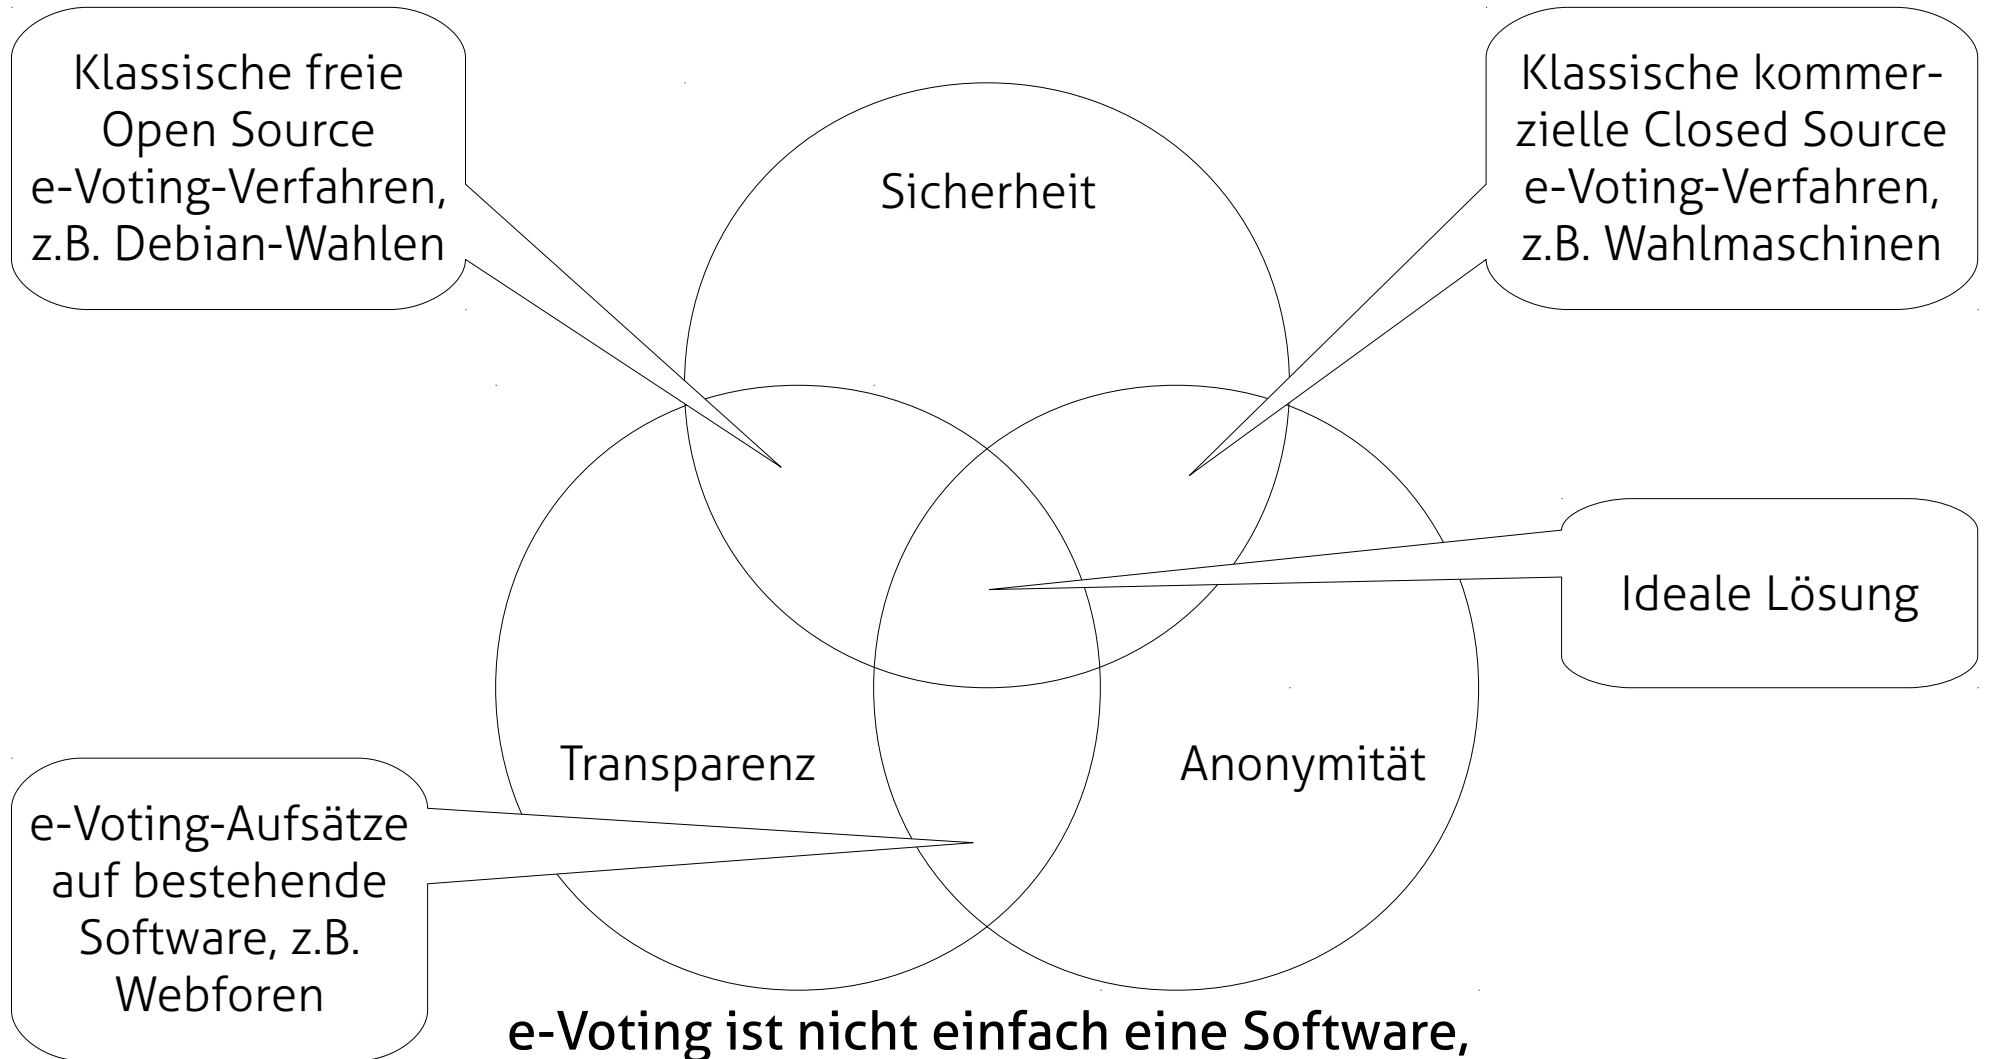 Klassische freie
Open Source
e-Voting-Verfahren,
z.B. Debian-Wahlen
Klassische kommer-
zielle Closed Source
e-Voting-Verfahren,
z.B. Wahlmaschinen
Sicherheit
Ideale Lösung
Transparenz
Anonymität
e-Voting-Aufsätze
auf bestehende
Software, z.B.
Webforen
e-Voting ist nicht einfach eine Software,